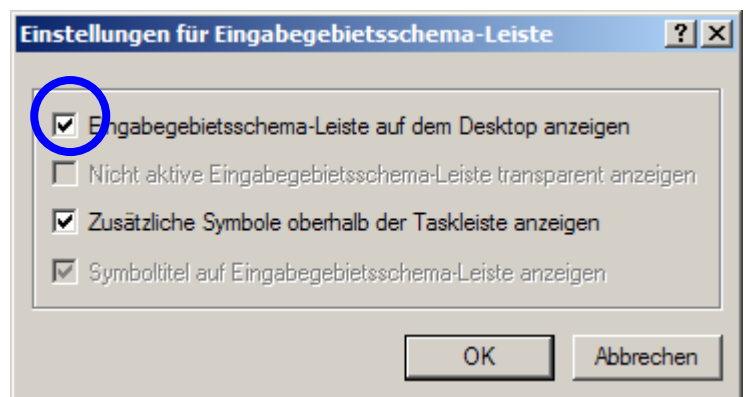 Einstellungen für Eingabegebietsschema-Leiste
Eingabegebietsschema-Leiste auf dem Desktop anzeigen
Nicht aktive Eingabegebietsschema-Leiste transparent anzeigen
Zusätzliche Symbole oberhalb der Taskleiste anzeigen
Symboltitel auf Eingabegebietsschema-Leiste anzeigen
OK Abbrechen